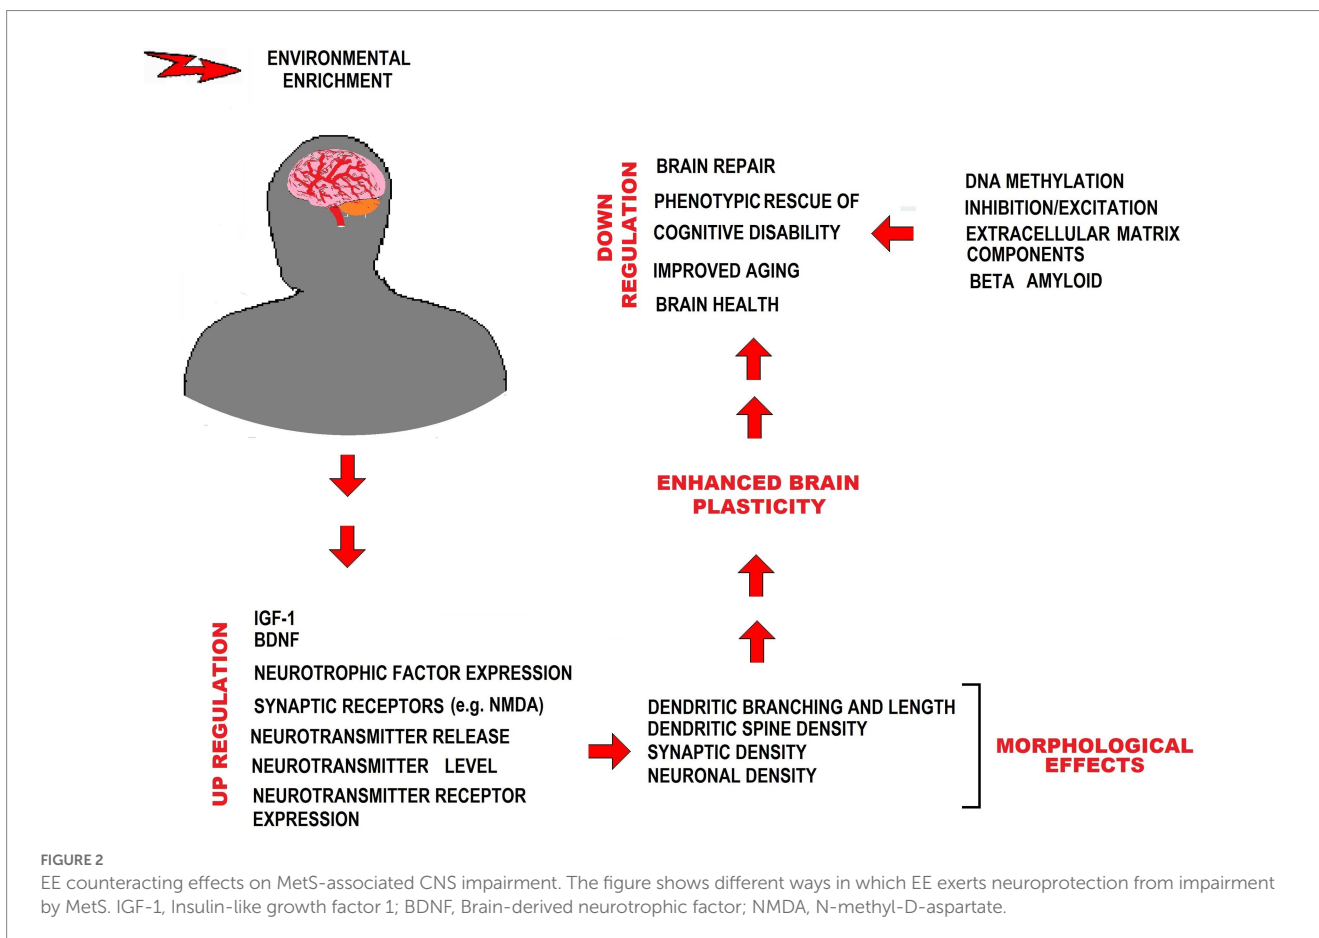 ENVIRONMENTAL
ENRICHMENT
DOWN
REGULATION
BRAIN REPAIR
PHENOTYPIC RESCUE OF
COGNITIVE DISABILITY
IMPROVED AGING
BRAIN HEALTH
DNA METHYLATION
INHIBITION/EXCITATION
EXTRACELLULAR MATRIX
COMPONENTS
BETA AMYLOID
ENHANCED BRAIN
PLASTICITY
UP REGULATION
IGF-1
BDNF
NEUROTROPHIC FACTOR EXPRESSION
SYNAPTIC RECEPTORS (e.g. NMDA)
NEUROTRANSMITTER RELEASE
NEUROTRANSMITTER LEVEL
NEUROTRANSMITTER RECEPTOR
EXPRESSION
DENDRITIC BRANCHING AND LENGTH
DENDRITIC SPINE DENSITY
SYNAPTIC DENSITY
NEURONAL DENSITY
MORPHOLOGICAL
EFFECTS
FIGURE 2
EE counteracting effects on MetS-associated CNS impairment. The figure shows different ways in which EE exerts neuroprotection from impairment
by MetS. IGF-1, Insulin-like growth factor 1; BDNF, Brain-derived neurotrophic factor; NMDA, N-methyl-D-aspartate.